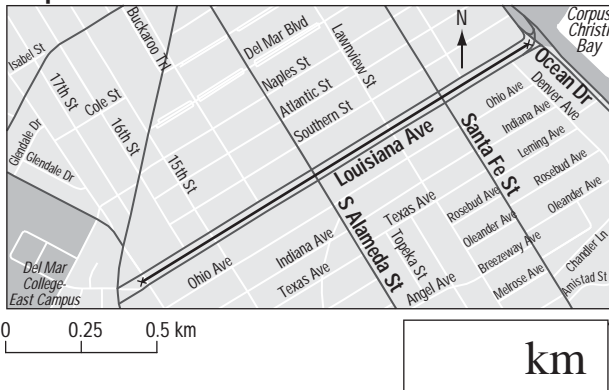 N
Corpus
Christi
Bay
Isabel St
Buckaroo Trl
Del Mar Blvd
Lawnview St
Naples St
Atlantic St
Southern St
17th St
Cole St
16th St
15th St
Glendale Dr
Glendale Dr
Ocean Dr
Denver Ave
Ohio Ave
Indiana Ave
Leming Ave
Rosebud Ave
Oleander Ave
Louisiana Ave
Santa Fe St
S Alameda St
Texas Ave
Topeka St
Angel Ave
Rosebud Ave
Oleander Ave
Breezeway Ave
Melrose Ave
Chandler Ln
Amistad St
Ohio Ave
Indiana Ave
Texas Ave
Del Mar
College-
East Campus
0 0.25 0.5 km
km